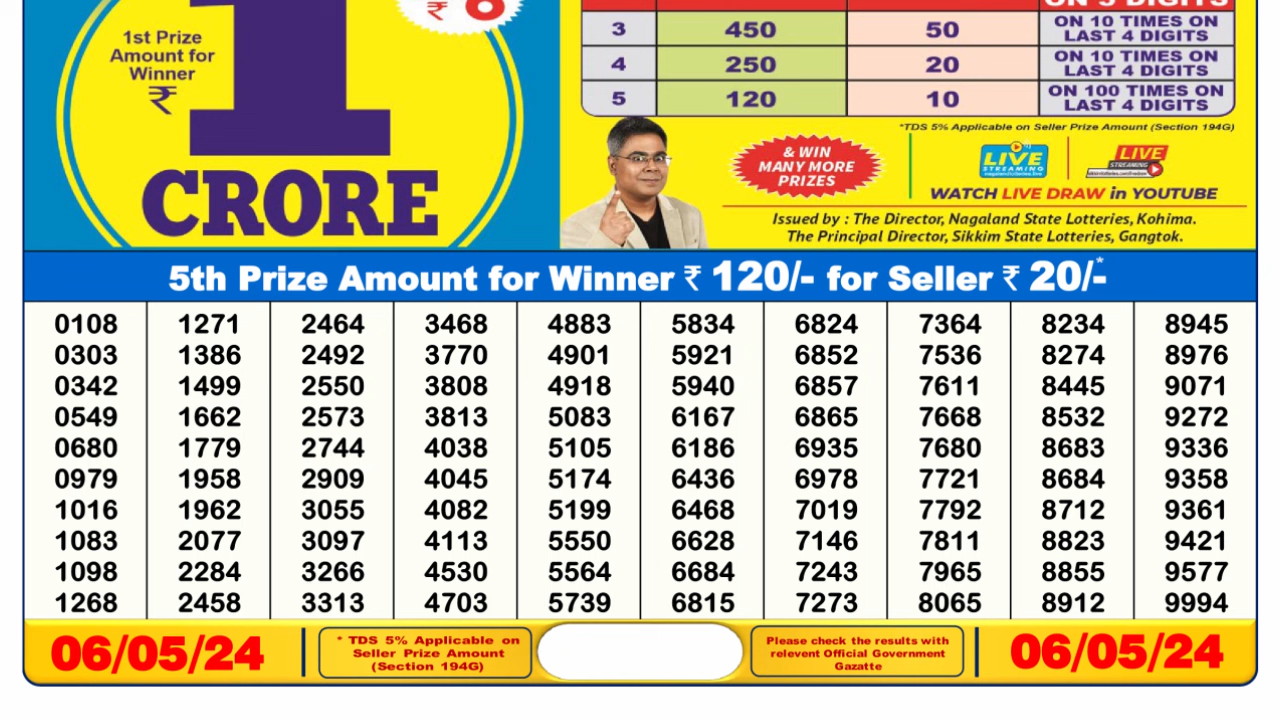 ₹ 6
1st Prize
Amount for
Winner
₹
1
CRORE
ON 5 DIGITS
3 450 50 ON 10 TIMES ON LAST 4 DIGITS
4 250 20 ON 10 TIMES ON LAST 4 DIGITS
5 120 10 ON 100 TIMES ON LAST 4 DIGITS
*TDS 5% Applicable on Seller Prize Amount (Section 194G)
& WIN
MANY MORE
PRIZES
LIVE
STREAMING
LIVE
STREAMING
WATCH LIVE DRAW in YOUTUBE
Issued by : The Director, Nagaland State Lotteries, Kohima.
The Principal Director, Sikkim State Lotteries, Gangtok.
5th Prize Amount for Winner ₹ 120/- for Seller ₹ 20/-*
0108 1271 2464 3468 4883 5834 6824 7364 8234 8945
0303 1386 2492 3770 4901 5921 6852 7536 8274 8976
0342 1499 2550 3808 4918 5940 6857 7611 8445 9071
0549 1662 2573 3813 5083 6167 6865 7668 8532 9272
0680 1779 2744 4038 5105 6186 6935 7680 8683 9336
0979 1958 2909 4045 5174 6436 6978 7721 8684 9358
1016 1962 3055 4082 5199 6468 7019 7792 8712 9361
1083 2077 3097 4113 5550 6628 7146 7811 8823 9421
1098 2284 3266 4530 5564 6684 7243 7965 8855 9577
1268 2458 3313 4703 5739 6815 7273 8065 8912 9994
06/05/24
* TDS 5% Applicable on
Seller Prize Amount
(Section 194G)
Please check the results with
relevent Official Government
Gazatte
06/05/24